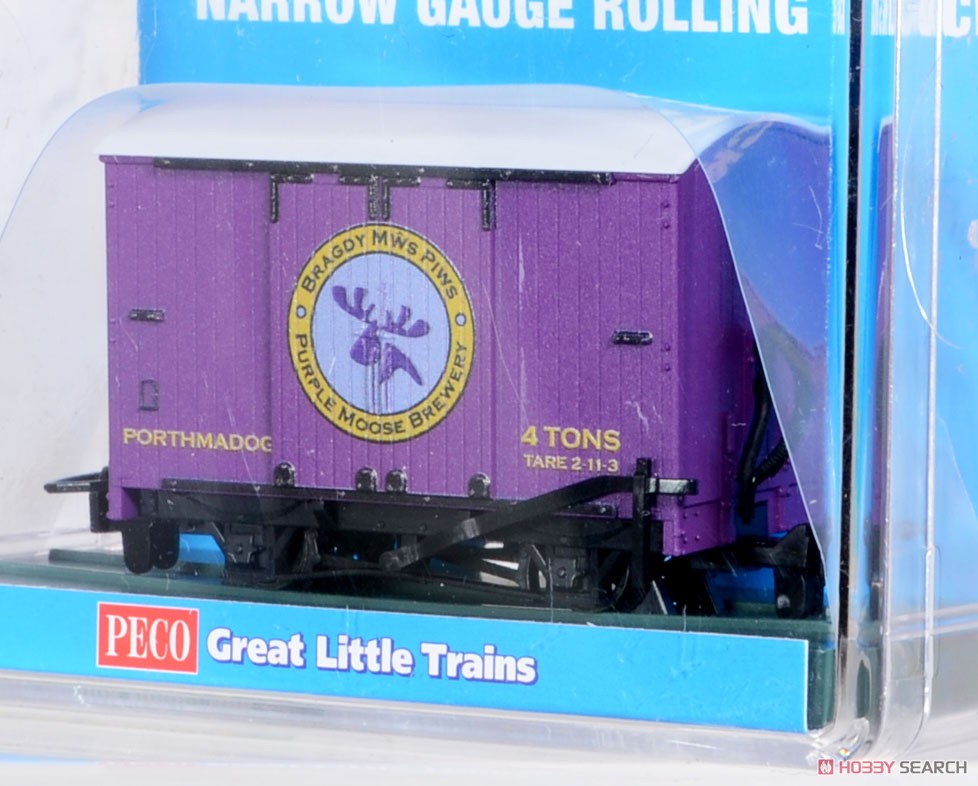 NARROW GAUGE ROLLING
BRAGDY MWS PIWS
PURPLE MOOSE BREWERY
G
PORTHMADOG
4 TONS
TARE 2-11-3
PECO Great Little Trains
HOBBY SEARCH